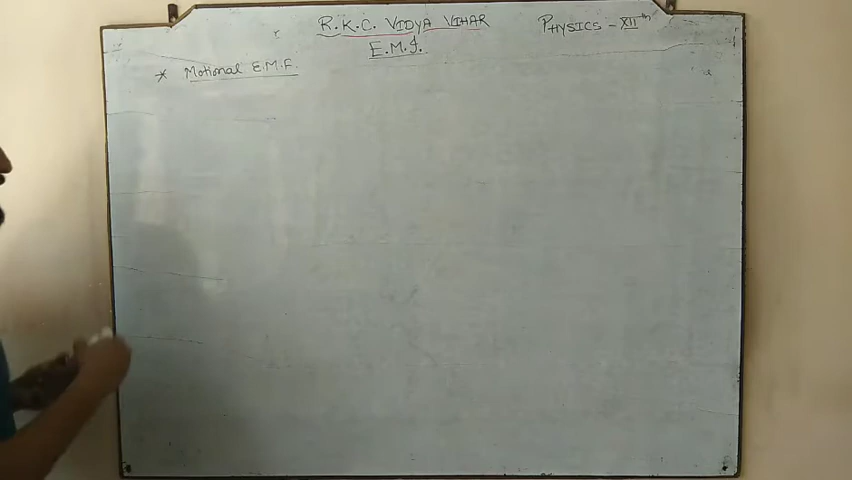 R.K.C. VIDYA VIHAR
PHYSICS - XIIth
E.M.I.
* Motional E.M.F.